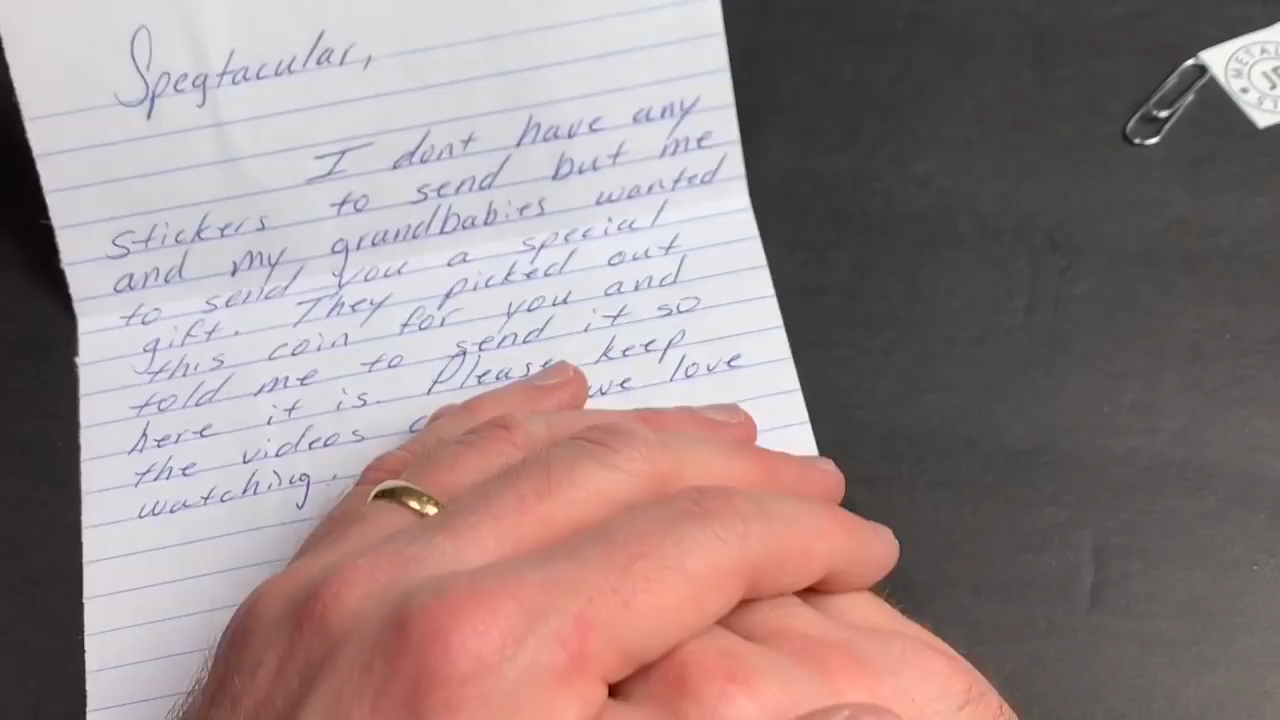 Spegtacular,
I dont have any
stickers to send but me
and my grandbabies wanted
to send you a special
gift. They picked out
this coin for you and
told me to send it so
here it is. Please keep
the videos we love
watching.
METAL